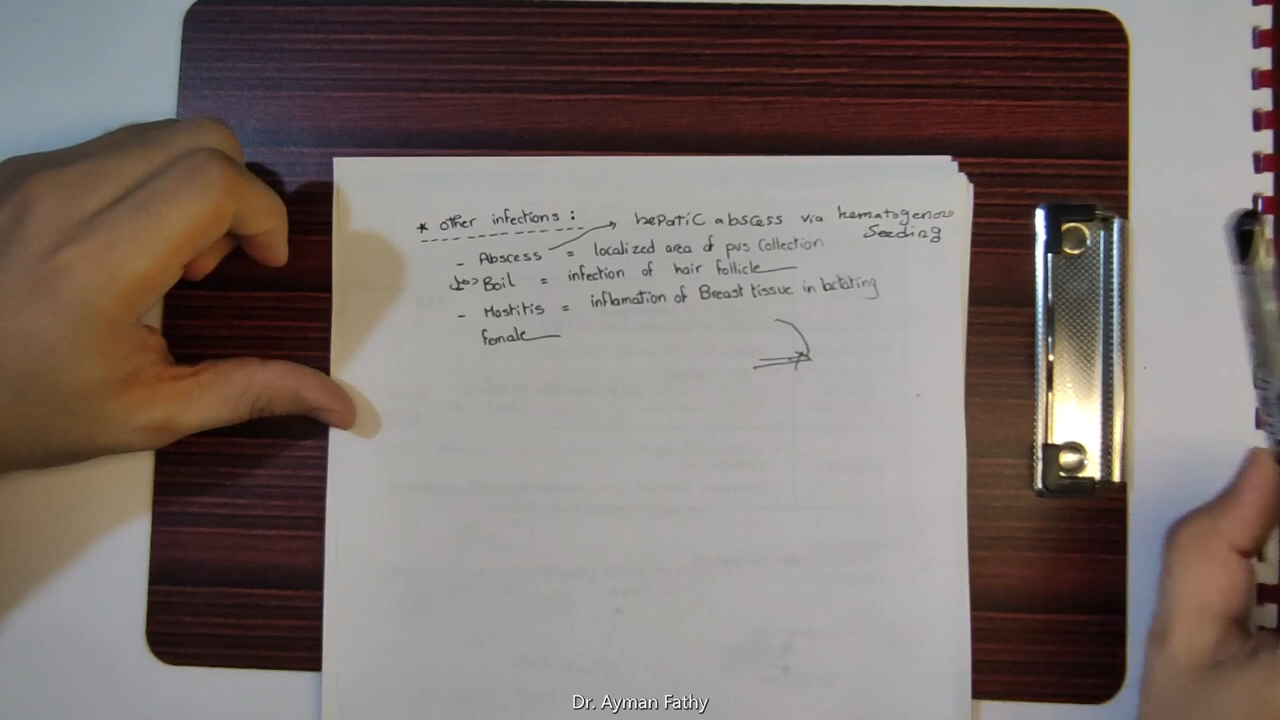 * other infections :
hepatic abscess via hematogenous
Seeding
- Abscess = localized area of pus Collection
Boil = infection of hair follicle
- Mastitis = inflamation of Breast tissue in lactating
female
Dr. Ayman Fathy